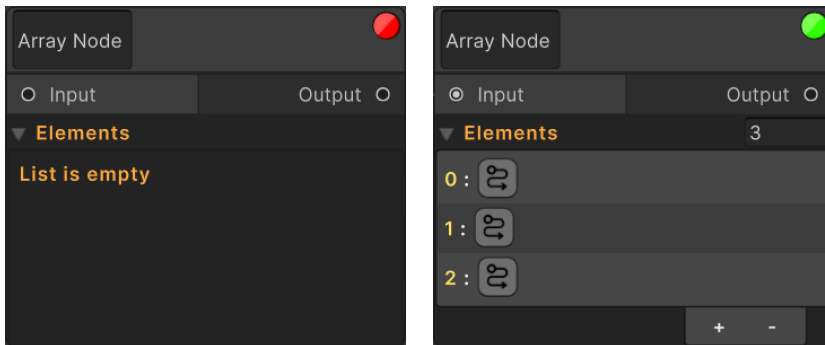 Array Node
Input Output
Elements
List is empty
Array Node
Input Output
Elements 3
0 :
1 :
2 :
+ -